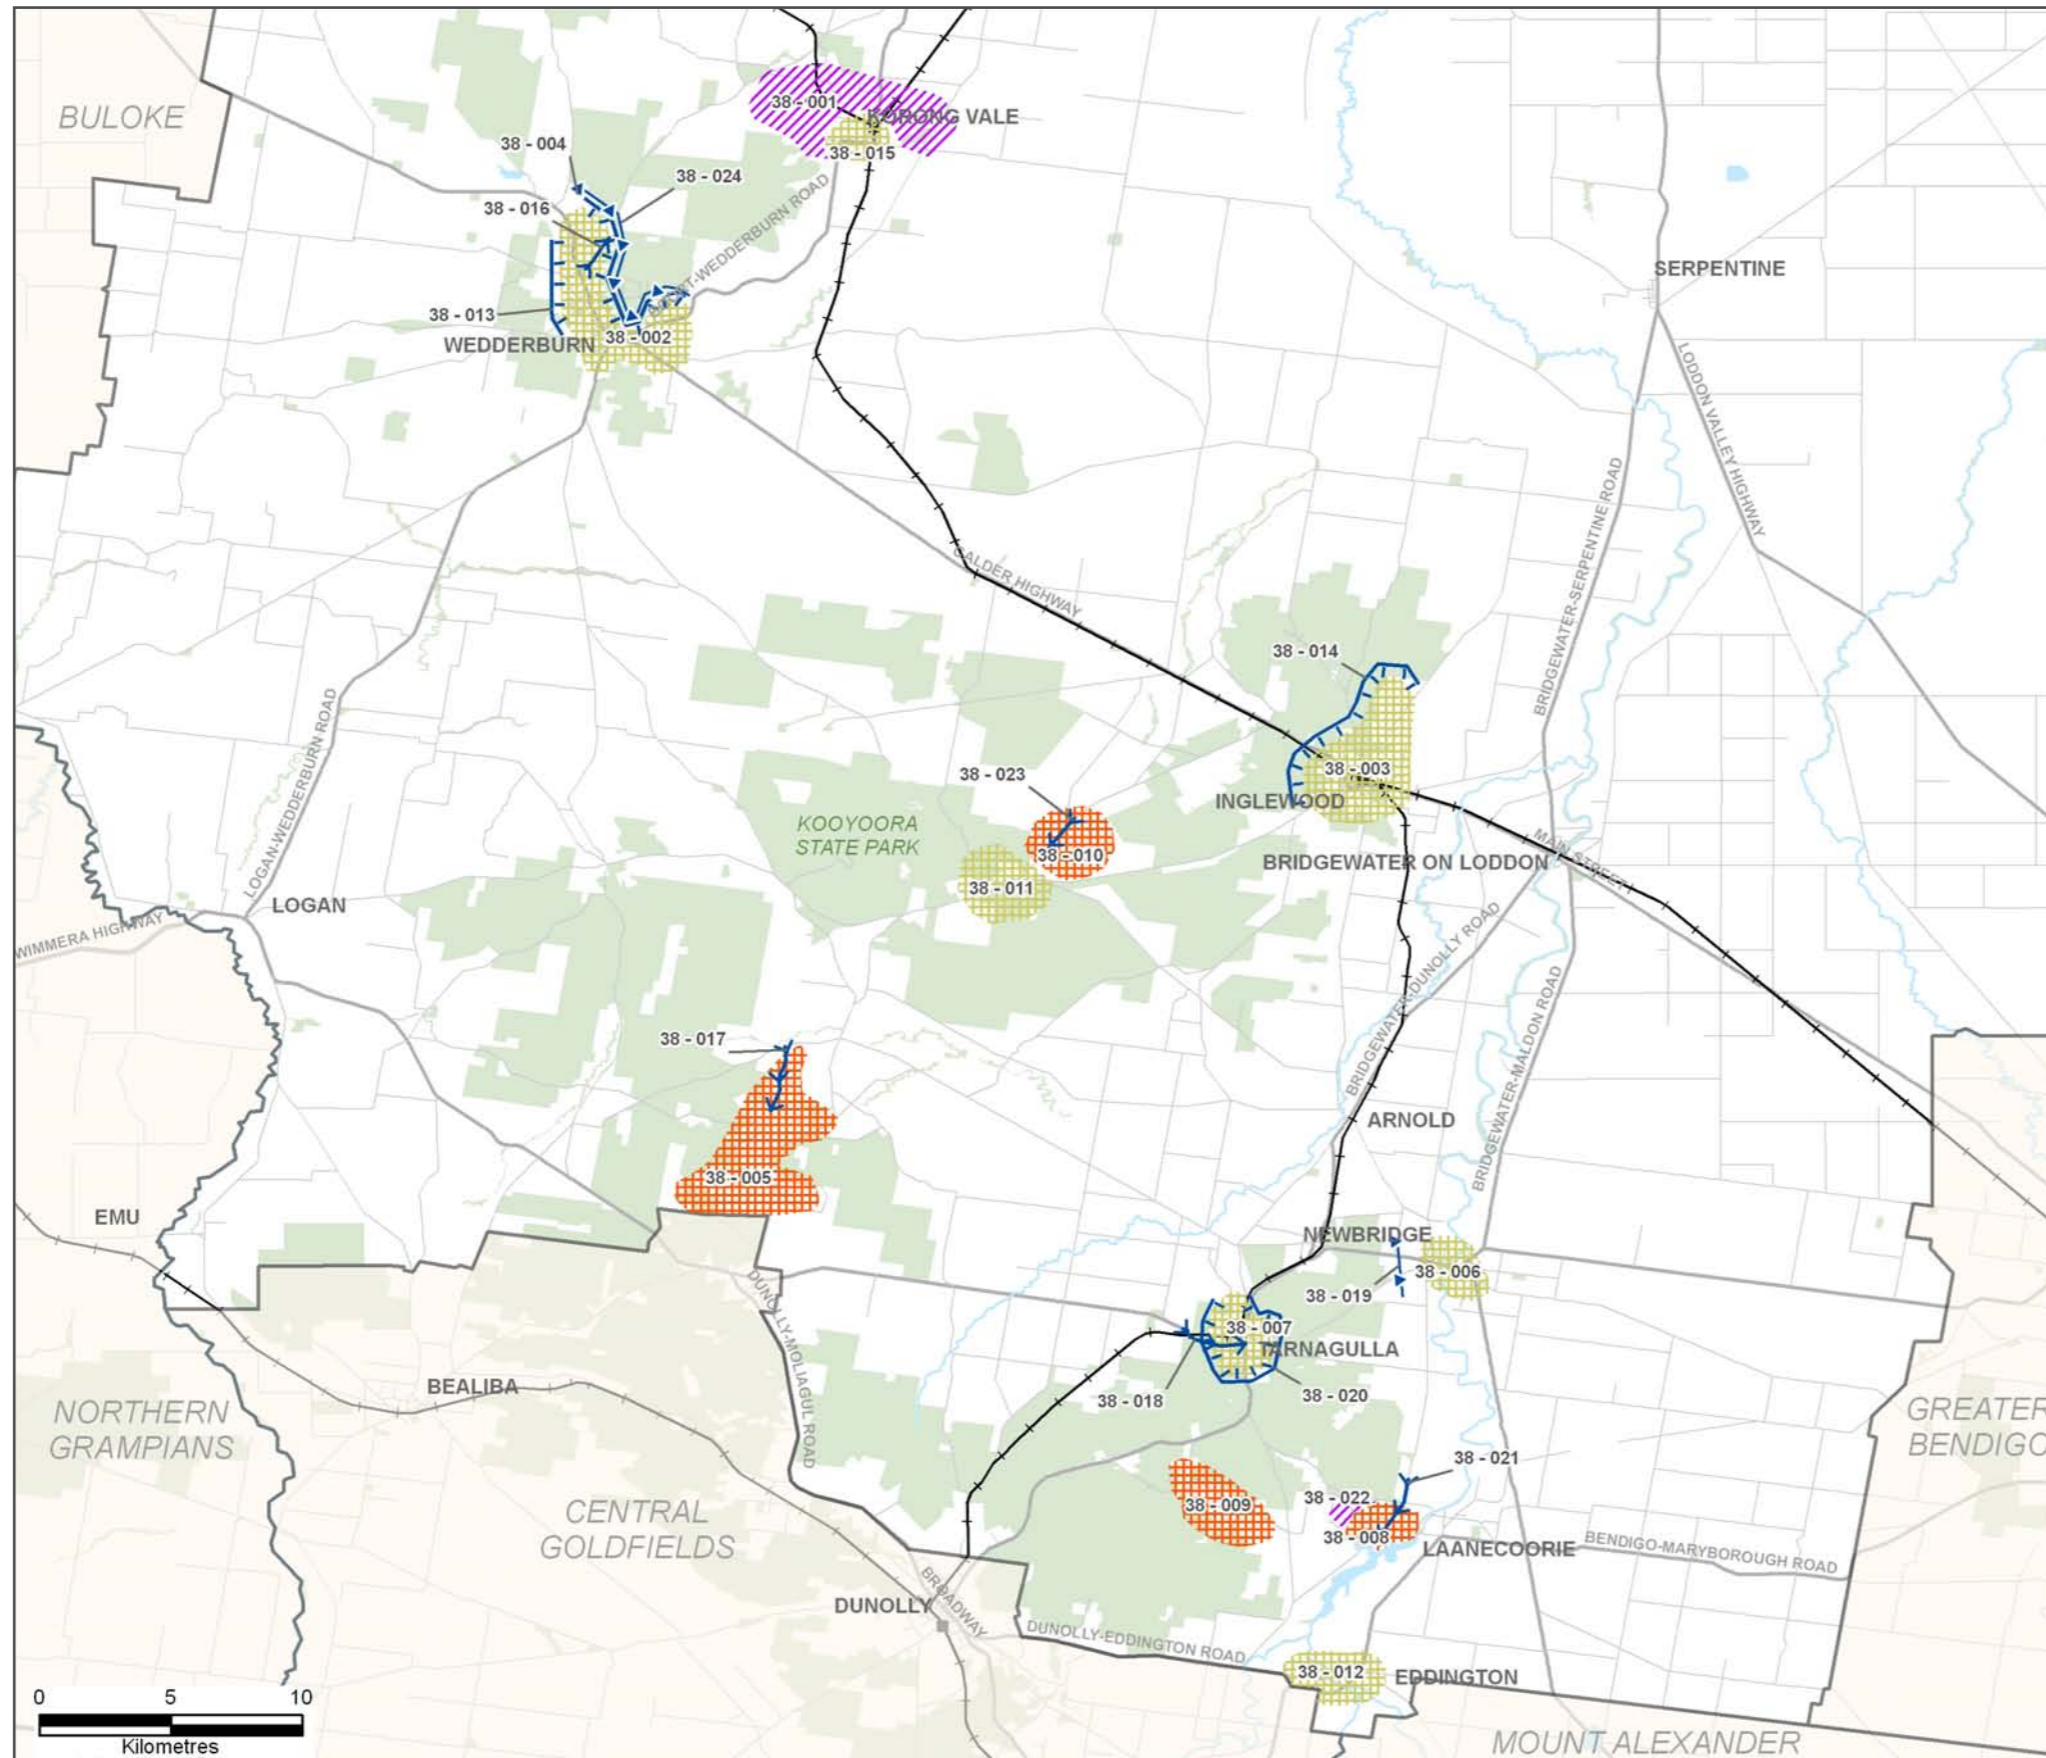 BULOKE
38 - 001
KORONG VALE
38 - 004
38 - 015
38 - 024
38 - 016
WEDDERBURN ROAD
38 - 013
38 - 002
WEDDERBURN
SERPENTINE
LODDON VALLEY HIGHWAY
BRIDGEWATER-SERPENTINE ROAD
CALDER HIGHWAY
38 - 014
LOGAN-WEDDERBURN ROAD
38 - 003
38 - 023
INGLEWOOD
KOOYOORA
STATE PARK
38 - 010
MAIN STREET
BRIDGEWATER ON LODDON
38 - 011
LOGAN
WIMMERA HIGHWAY
BRIDGEWATER-DUNOLLY ROAD
BRIDGEWATER-MALDON ROAD
38 - 017
ARNOLD
38 - 005
EMU
NEWBRIDGE
38 - 006
38 - 019
DUNOLLY-MOLIAGUL ROAD
38 - 007
TARNAGULLA
BEALIBA
38 - 018
38 - 020
NORTHERN
GRAMPIANS
GREATER
BENDIGO
38 - 021
38 - 022
38 - 009
CENTRAL
GOLDFIELDS
38 - 008
LAANECOORIE
BENDIGO-MARYBOROUGH ROAD
BROADWAY
DUNOLLY
DUNOLLY-EDDINGTON ROAD
38 - 012
EDDINGTON
0 5 10
Kilometres
MOUNT ALEXANDER